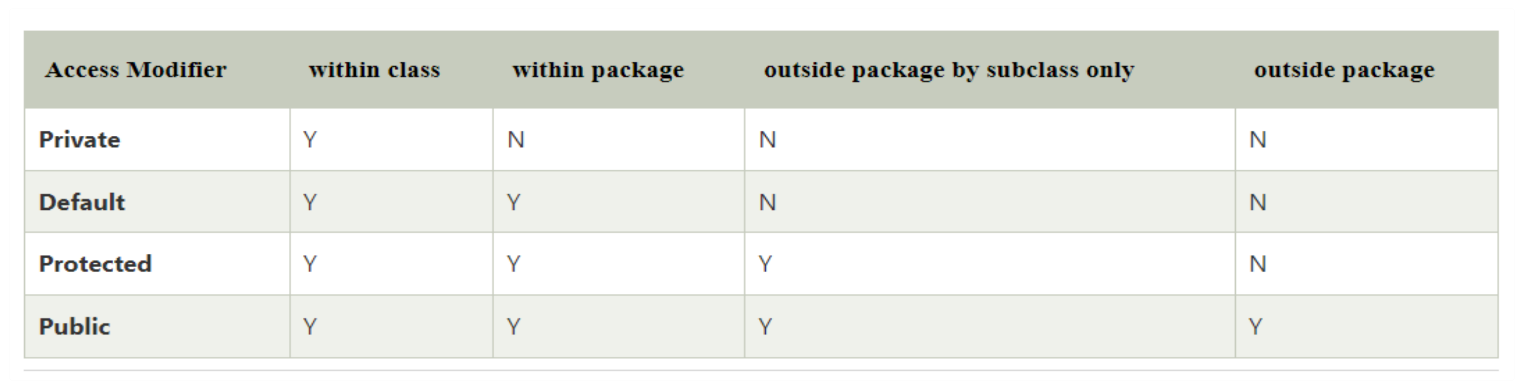 Access Modifier within class within package outside package by subclass only outside package
Private Y N N N
Default Y Y N N
Protected Y Y Y N
Public Y Y Y Y